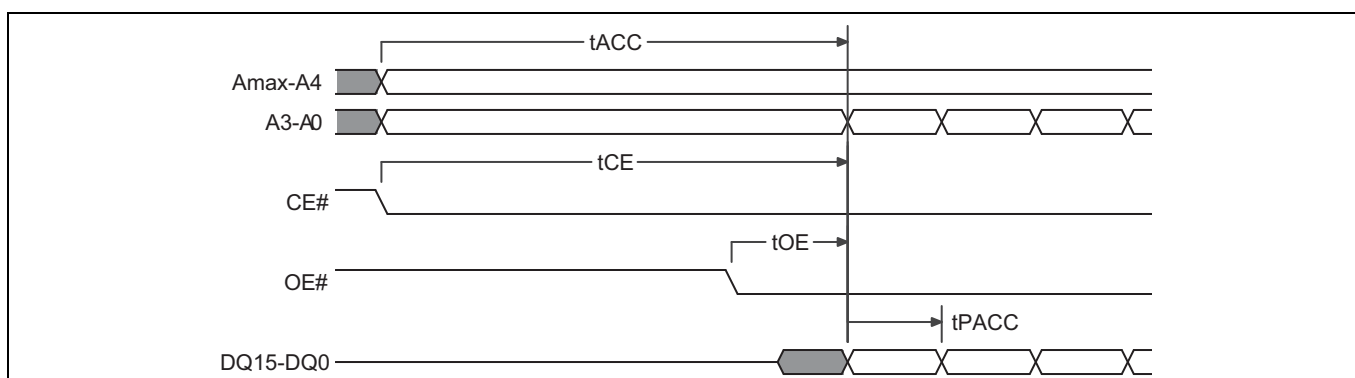 tACC
Amax-A4
A3-A0
tCE
CE#
tOE
OE#
tPACC
DQ15-DQ0